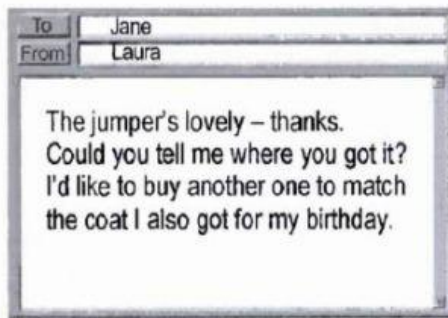 To Jane
From Laura
The jumper's lovely – thanks.
Could you tell me where you got it?
I'd like to buy another one to match
the coat I also got for my birthday.